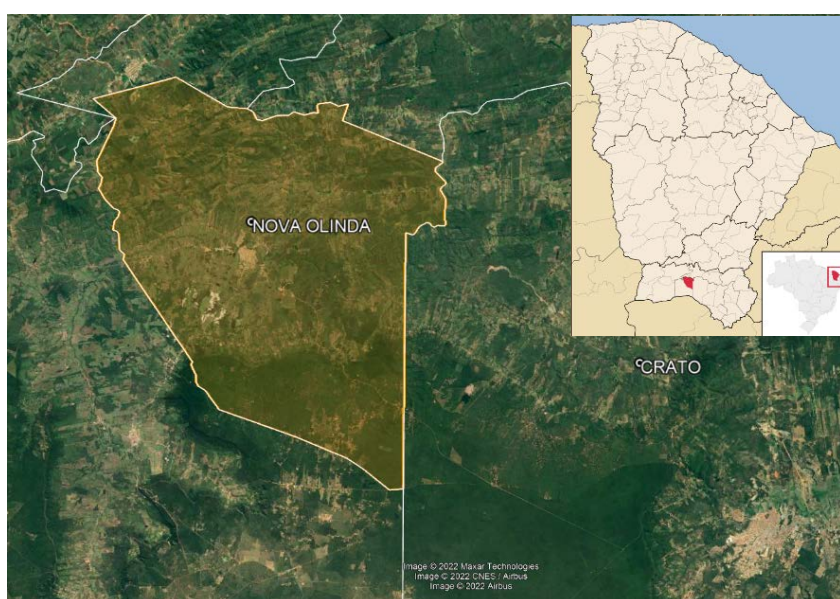 NOVA OLINDA
CRATO
Image © 2022 Maxar Technologies
Image © 2022 CNES / Airbus
Image © 2022 Airbus